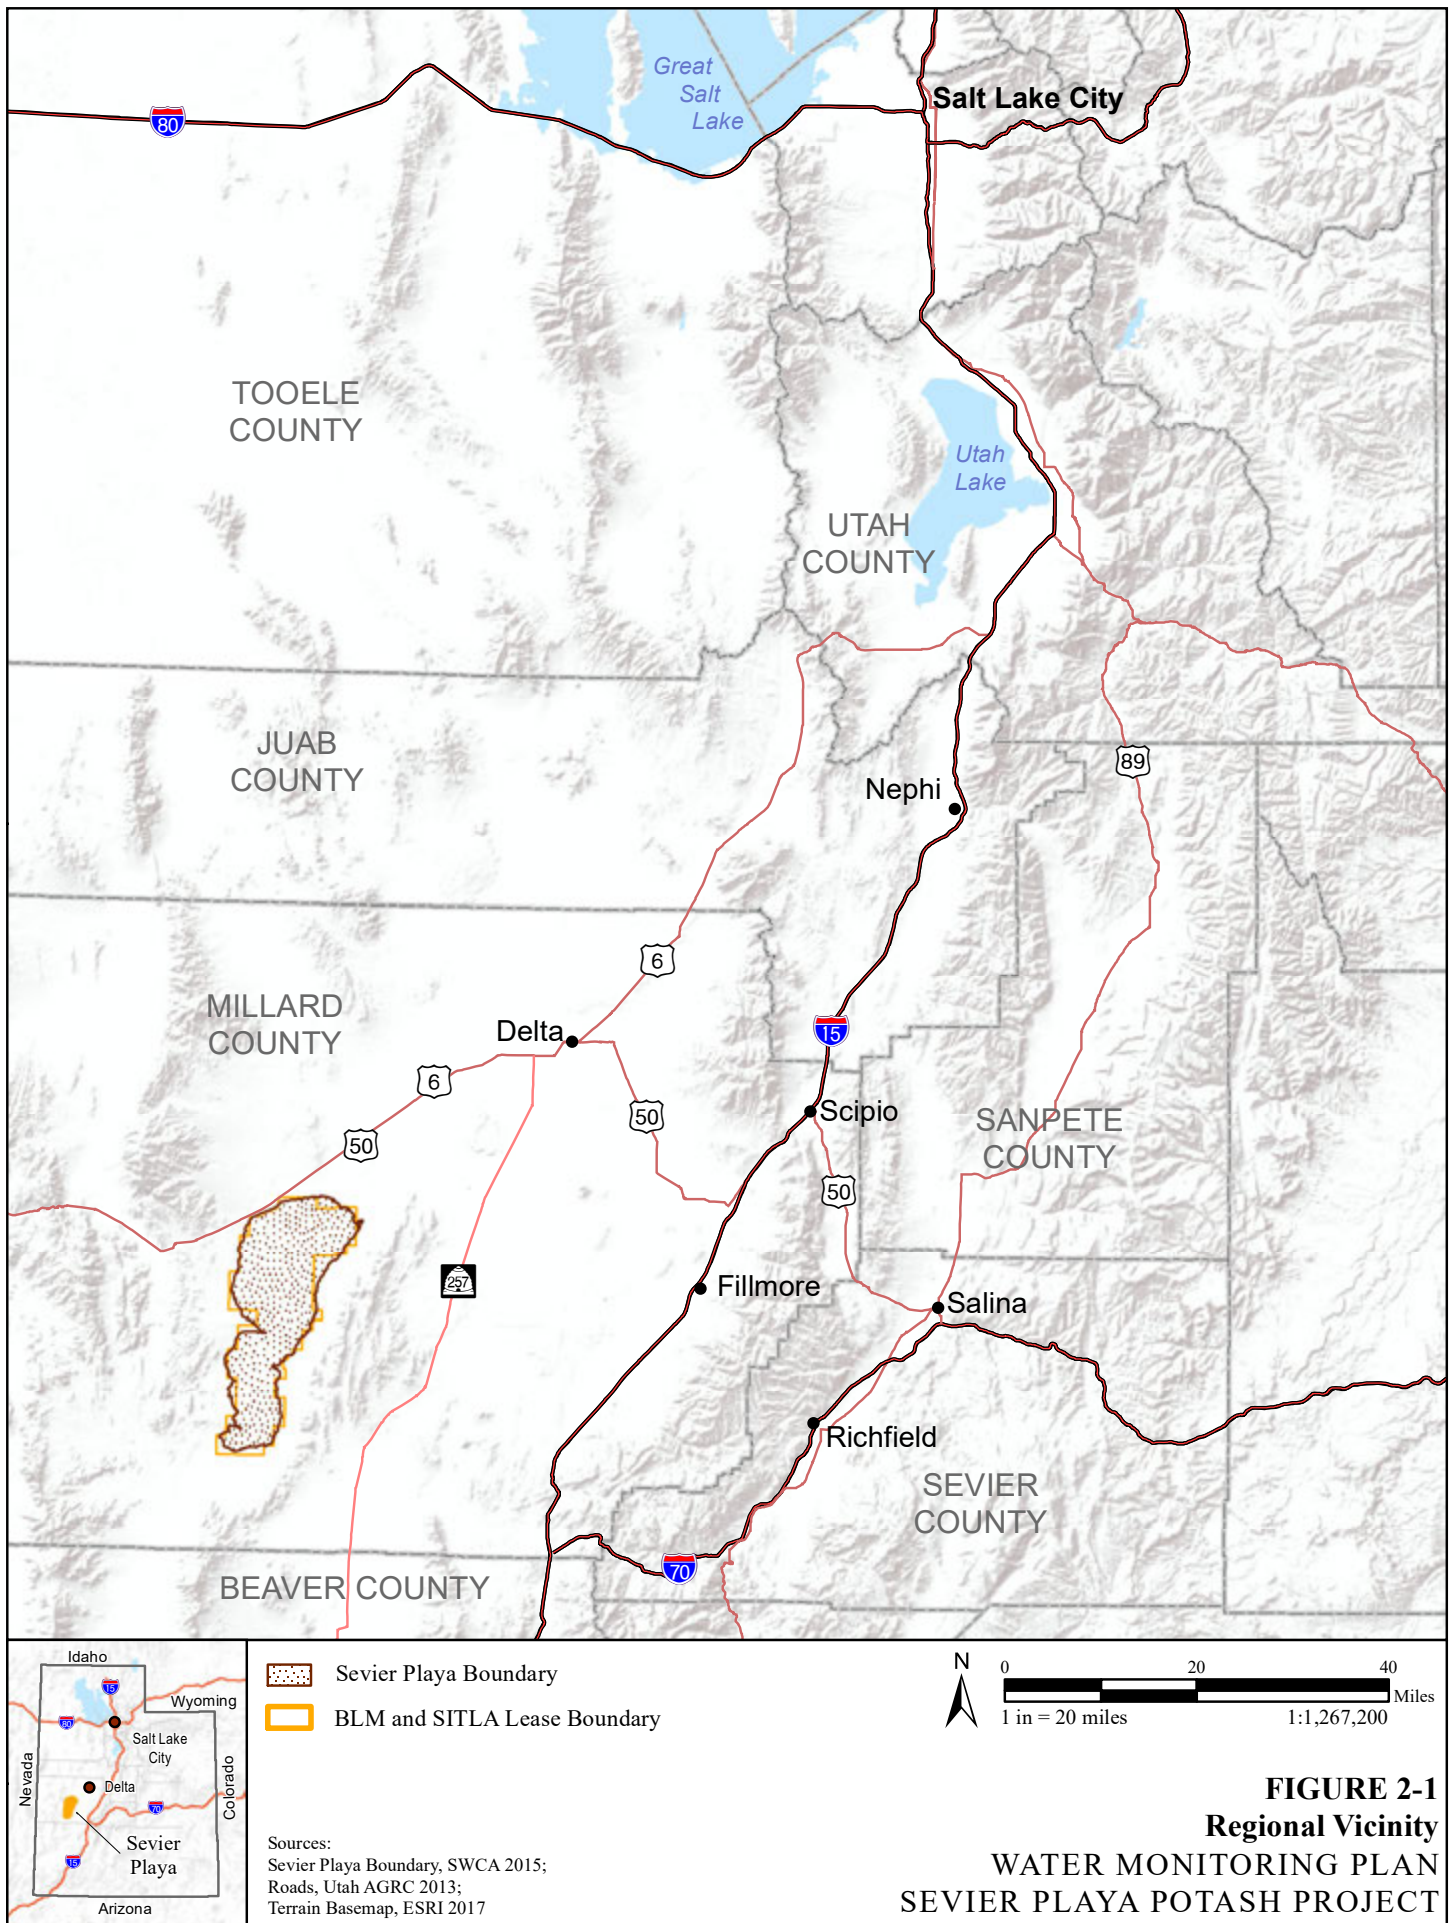 Great
Salt
Lake
Salt Lake City
80
TOOELE
COUNTY
Utah
Lake
UTAH
COUNTY
JUAB
COUNTY
89
Nephi
6
MILLARD
COUNTY
Delta
15
6
50
50
Scipio
SANPETE
COUNTY
50
257
Fillmore
Salina
Richfield
SEVIER
COUNTY
70
BEAVER COUNTY
Idaho
15
Wyoming
80
Salt Lake
City
Nevada
Delta
Colorado
70
Sevier
Playa
15
Arizona
Sevier Playa Boundary
BLM and SITLA Lease Boundary
Sources:
Sevier Playa Boundary, SWCA 2015;
Roads, Utah AGRC 2013;
Terrain Basemap, ESRI 2017
N
0 20 40
Miles
1 in = 20 miles 1:1,267,200
FIGURE 2-1
Regional Vicinity
WATER MONITORING PLAN
SEVIER PLAYA POTASH PROJECT